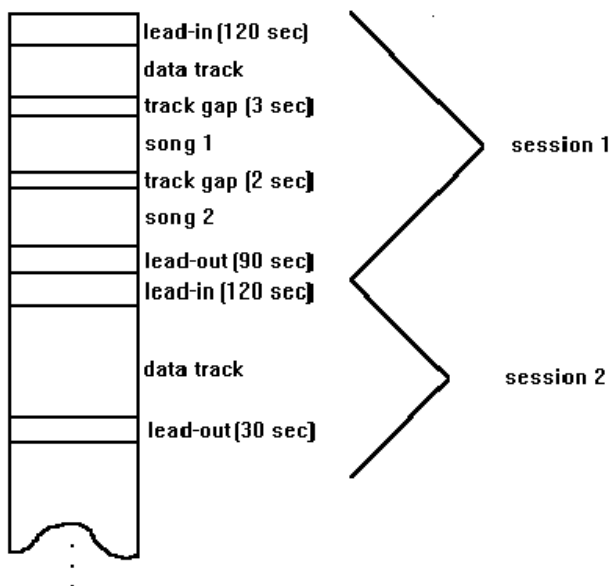 lead-in (120 sec)
data track
track gap (3 sec)
song 1
session 1
track gap (2 sec)
song 2
lead-out (90 sec)
lead-in (120 sec)
data track
session 2
lead-out (30 sec)